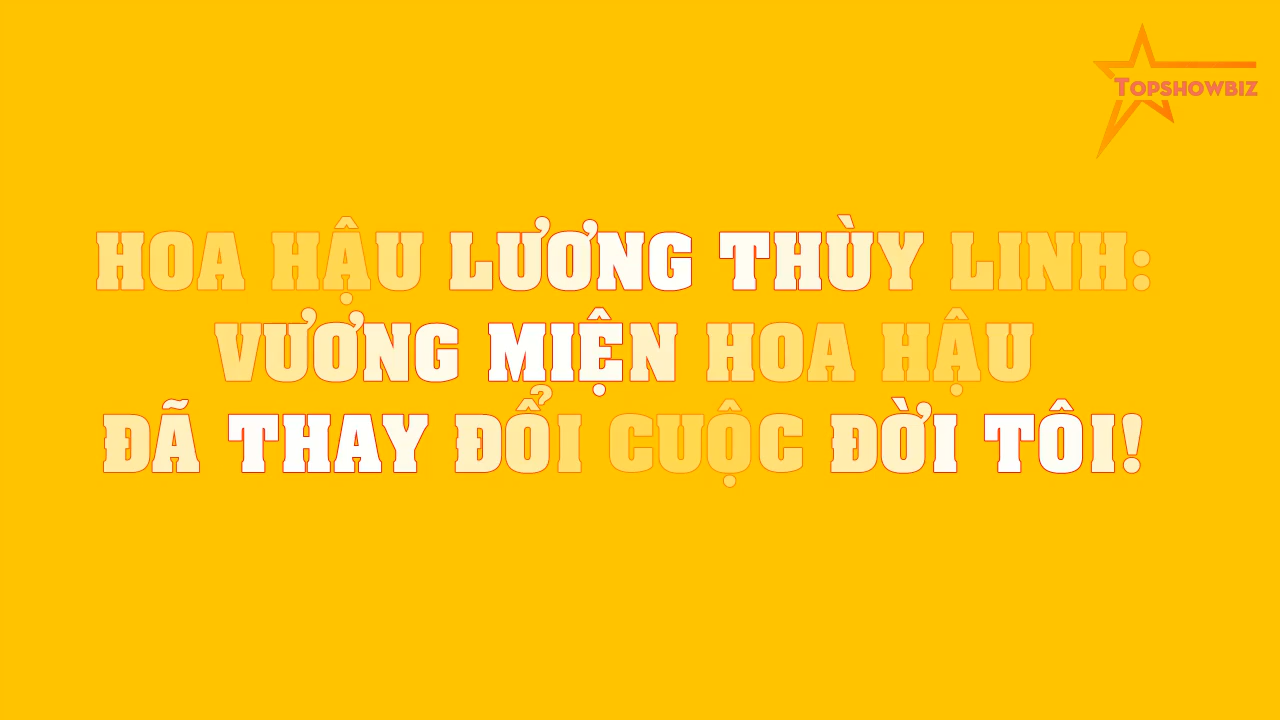 TOPSHOWBIZ
HOA HẬU LƯƠNG THÙY LINH:
VƯƠNG MIỆN HOA HẬU
ĐÃ THAY ĐỔI CUỘC ĐỜI TÔI!